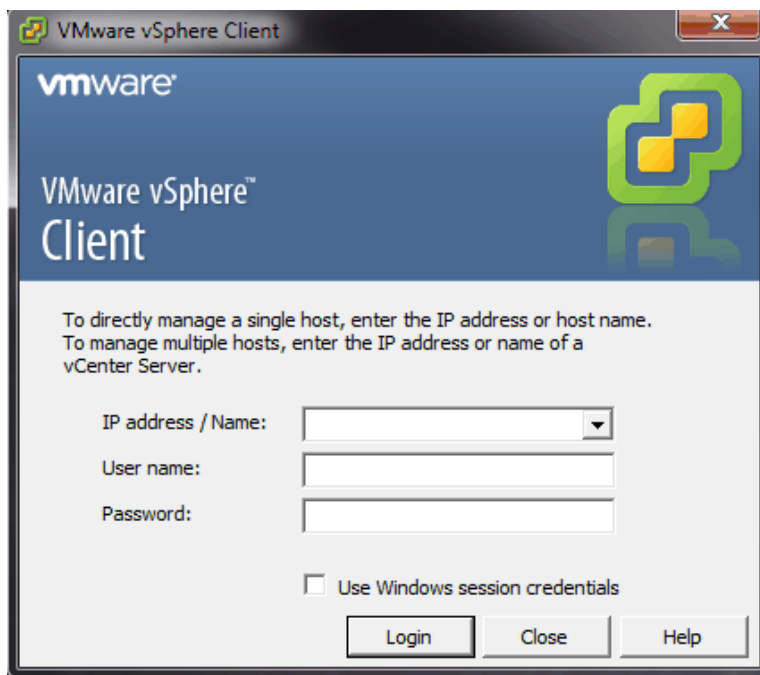 VMware vSphere Client
vmware®
VMware vSphere™
Client
To directly manage a single host, enter the IP address or host name.
To manage multiple hosts, enter the IP address or name of a
vCenter Server.
IP address / Name:
User name:
Password:
Use Windows session credentials
Login Close Help